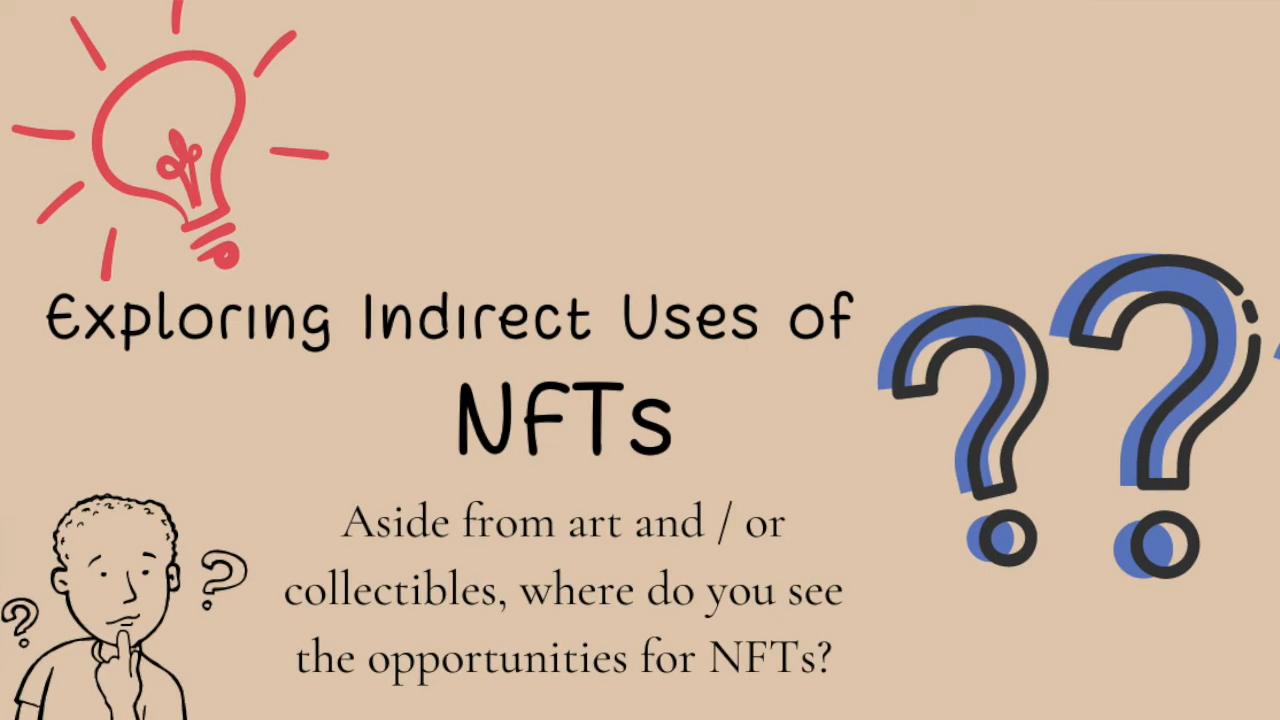 Exploring Indirect Uses of
NFTs
Aside from art and / or
collectibles, where do you see
the opportunities for NFTs?